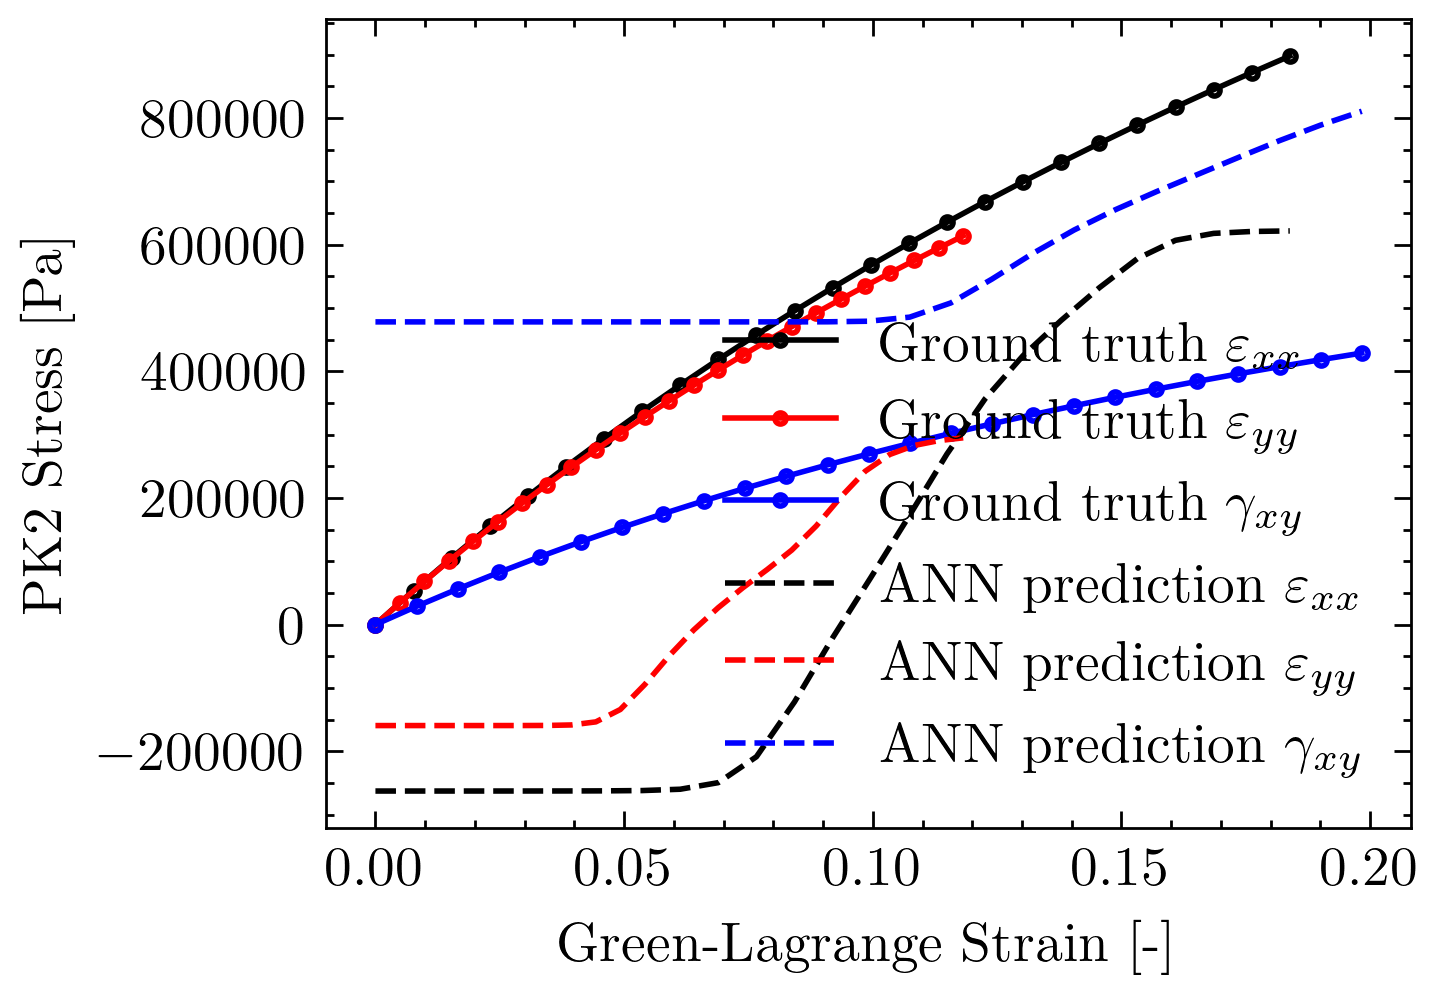 PK2 Stress [Pa]
800000
600000
400000
200000
0
−200000
Ground truth εxx
Ground truth εyy
Ground truth γxy
ANN prediction εxx
ANN prediction εyy
ANN prediction γxy
0.00 0.05 0.10 0.15 0.20
Green-Lagrange Strain [-]